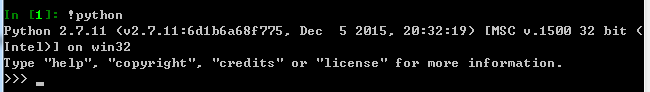 In [1]: !python
Python 2.7.11 (v2.7.11:6d1b6a68f775, Dec  5 2015, 20:32:19) [MSC v.1500 32 bit (
Intel)] on win32
Type "help", "copyright", "credits" or "license" for more information.
>>> _